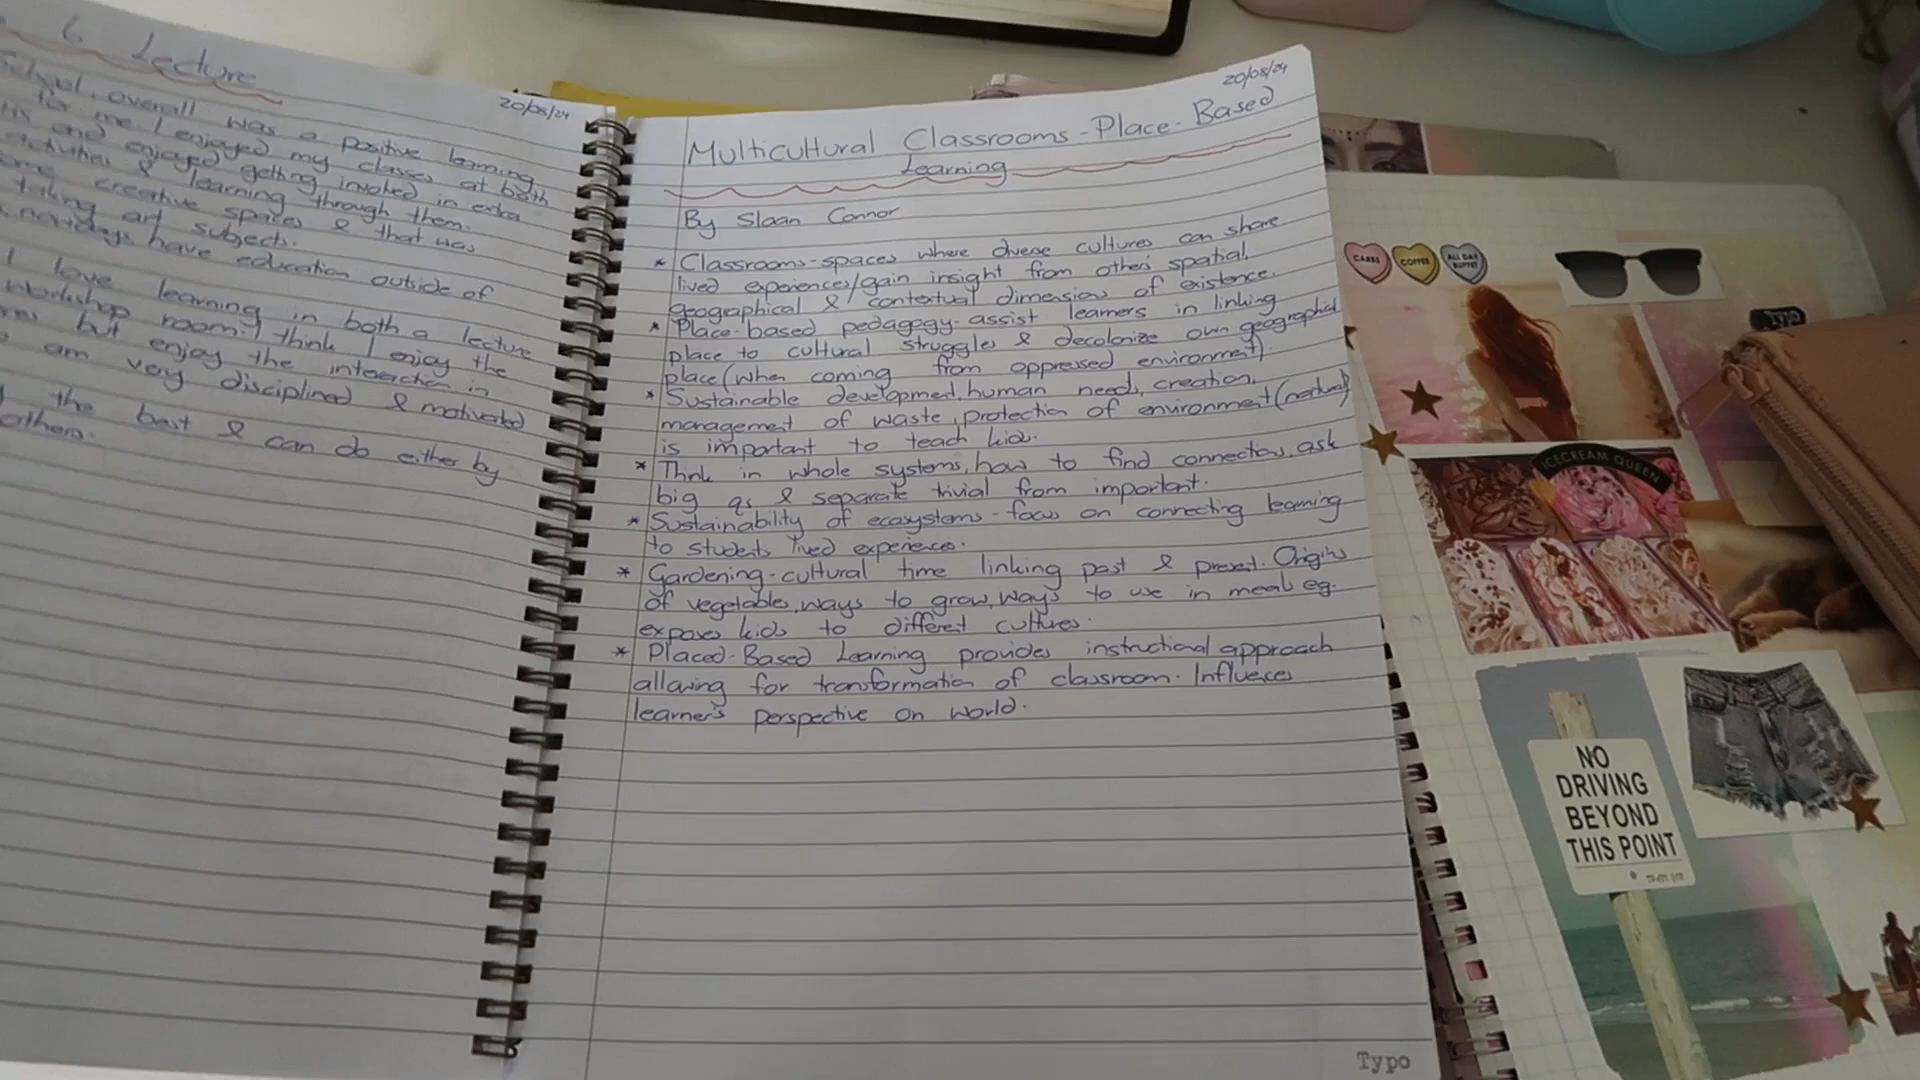 6 Lecture
20/08/24
School, overall was a positive learning
for me I enjoyed my classes at both
and enjoyed getting involved in extra
activities & learning through them.
creative spaces & that was
taking art subjects.
nowadays have education outside of
I love learning in both a lecture
Workshop room. I think I enjoy the
but enjoy the interaction in
am very disciplined & motivated
the best & can do either by
others.
20/08/24
Multicultural Classrooms - Place - Based
Learning
By Sloan Connor
* Classrooms - spaces where diverse cultures can share
lived experiences/gain insight from others spatial,
geographical & contextual dimensions of existence.
* Place-based pedagogy - assist learners in linking
place to cultural struggles & decolonize own geographical
place (when coming from oppressed environment).
* Sustainable development, human needs, creation,
management of waste, protection of environment (natural)
is important to teach kids.
* Think in whole systems, how to find connections, ask
big qs & separate trivial from important.
* Sustainability of ecosystems - focus on connecting learning
to students lived experience.
* Gardening - cultural time linking past & present. Origins
of vegetables, ways to grow, ways to use in meals eg.
exposes kids to different cultures.
* Placed-Based Learning provides instructional approach
allowing for transformation of classroom. Influences
learner's perspective on world.
Typo
CARBS
COFFEE
ALL DAY
BUFFET
TYPO
ICECREAM QUEEN
NO
DRIVING
BEYOND
THIS POINT